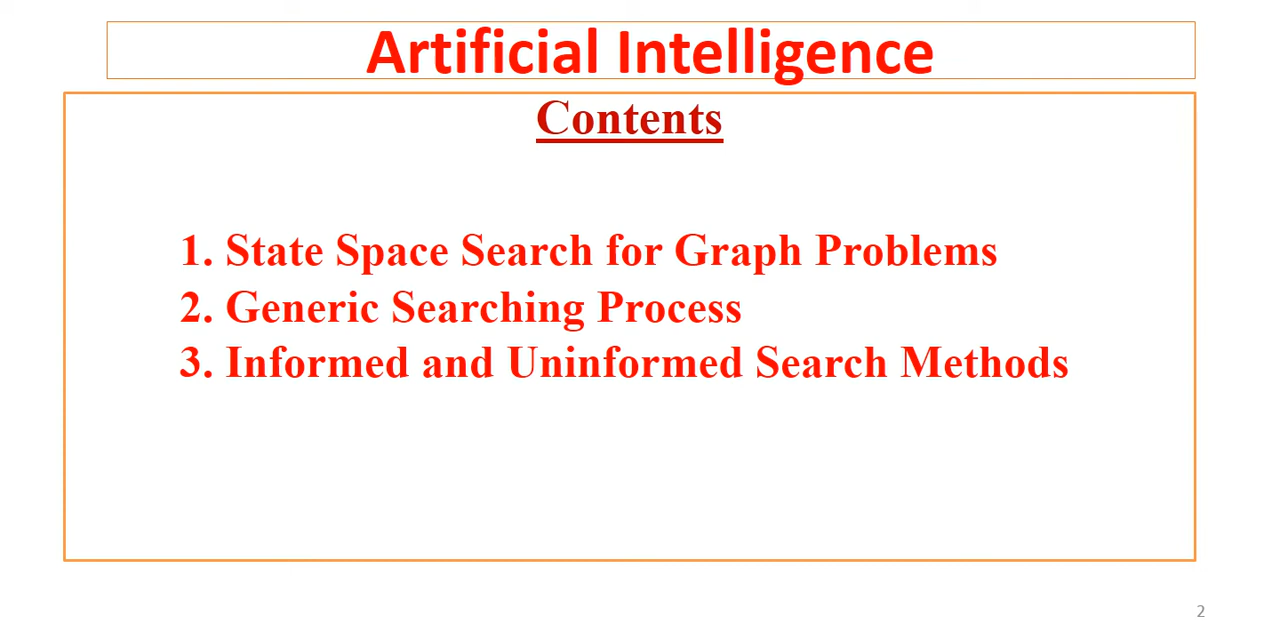 Artificial Intelligence
Contents
1. State Space Search for Graph Problems
2. Generic Searching Process
3. Informed and Uninformed Search Methods
2